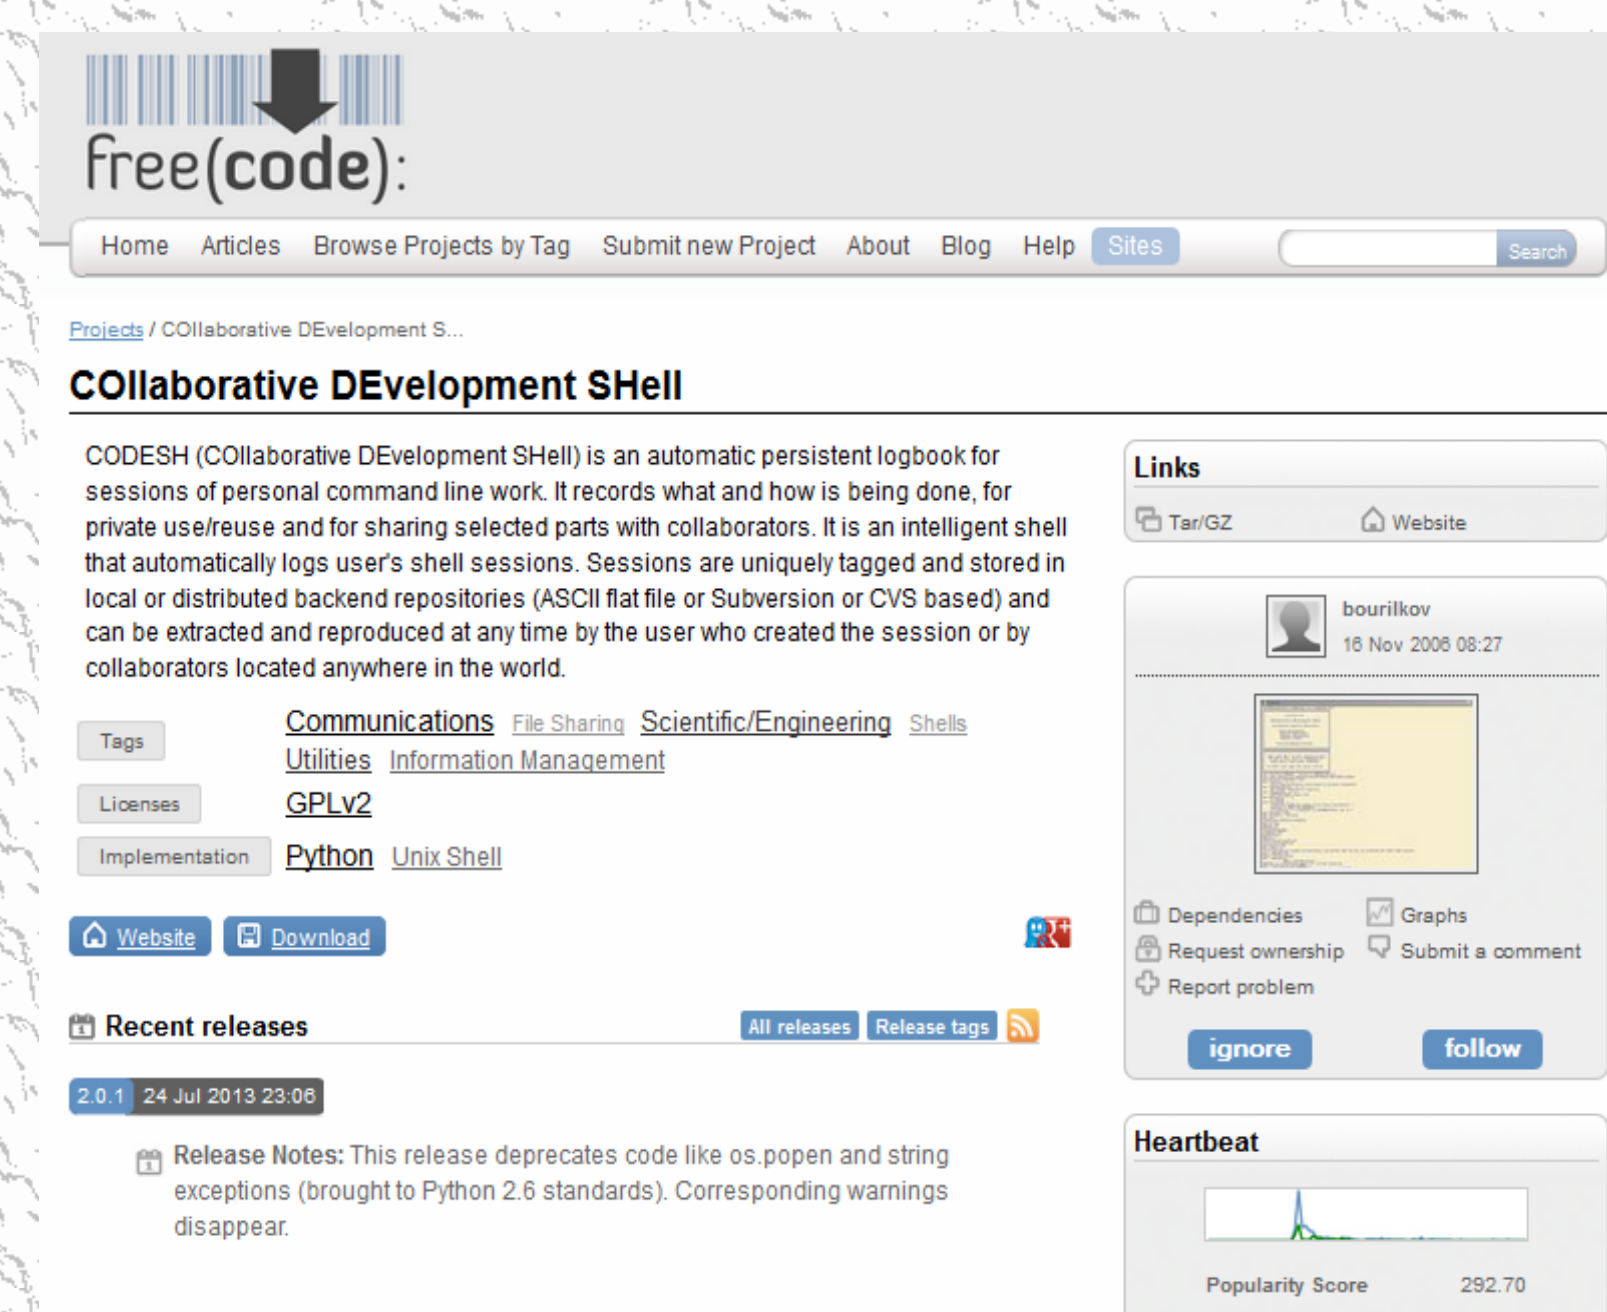 free(code):
Home Articles Browse Projects by Tag Submit new Project About Blog Help Sites Search
Projects / COllaborative DEvelopment S...
COllaborative DEvelopment SHell
CODESH (COllaborative DEvelopment SHell) is an automatic persistent logbook for
sessions of personal command line work. It records what and how is being done, for
private use/reuse and for sharing selected parts with collaborators. It is an intelligent shell
that automatically logs user's shell sessions. Sessions are uniquely tagged and stored in
local or distributed backend repositories (ASCII flat file or Subversion or CVS based) and
can be extracted and reproduced at any time by the user who created the session or by
collaborators located anywhere in the world.
Tags Communications File Sharing Scientific/Engineering Shells
Utilities Information Management
Licenses GPLv2
Implementation Python Unix Shell
Website Download
Recent releases All releases Release tags
2.0.1 24 Jul 2013 23:06
Release Notes: This release deprecates code like os.popen and string
exceptions (brought to Python 2.6 standards). Corresponding warnings
disappear.
Links
Tar/GZ Website
bourilkov
16 Nov 2006 08:27
Dependencies Graphs
Request ownership Submit a comment
Report problem
ignore follow
Heartbeat
Popularity Score 292.70